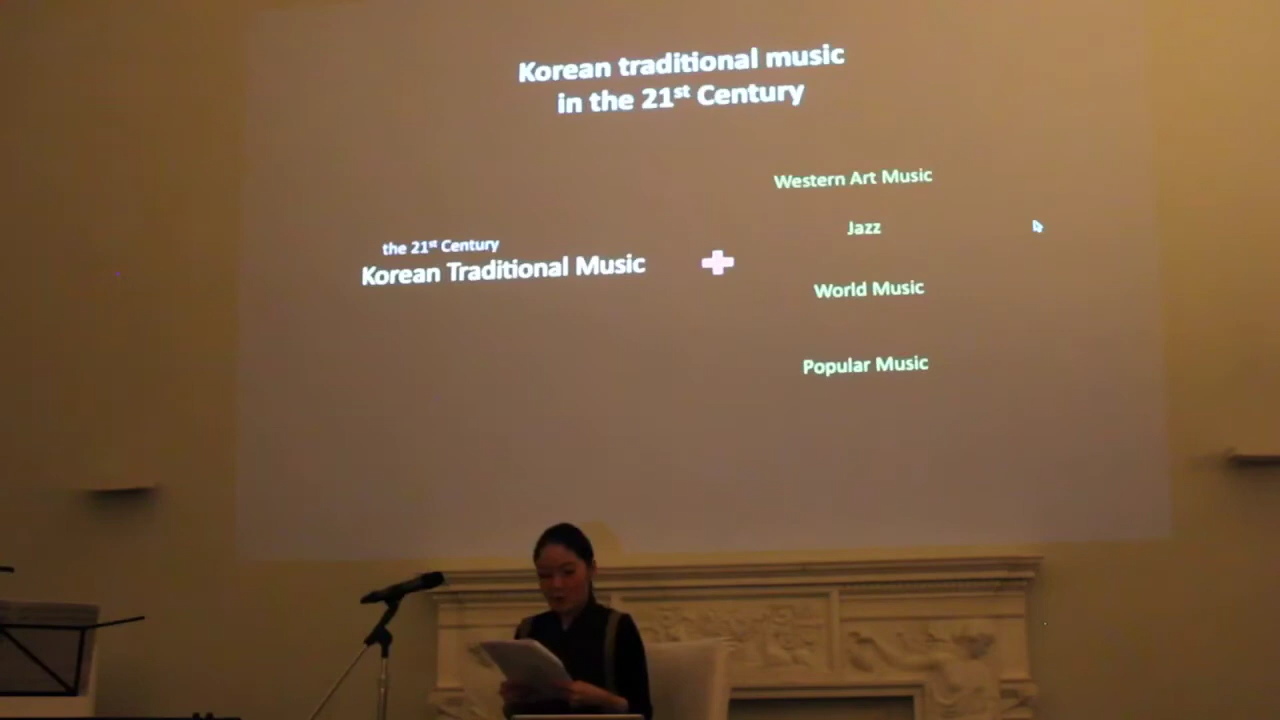 Korean traditional music
in the 21st Century
Western Art Music
Jazz
the 21st Century
Korean Traditional Music
World Music
Popular Music